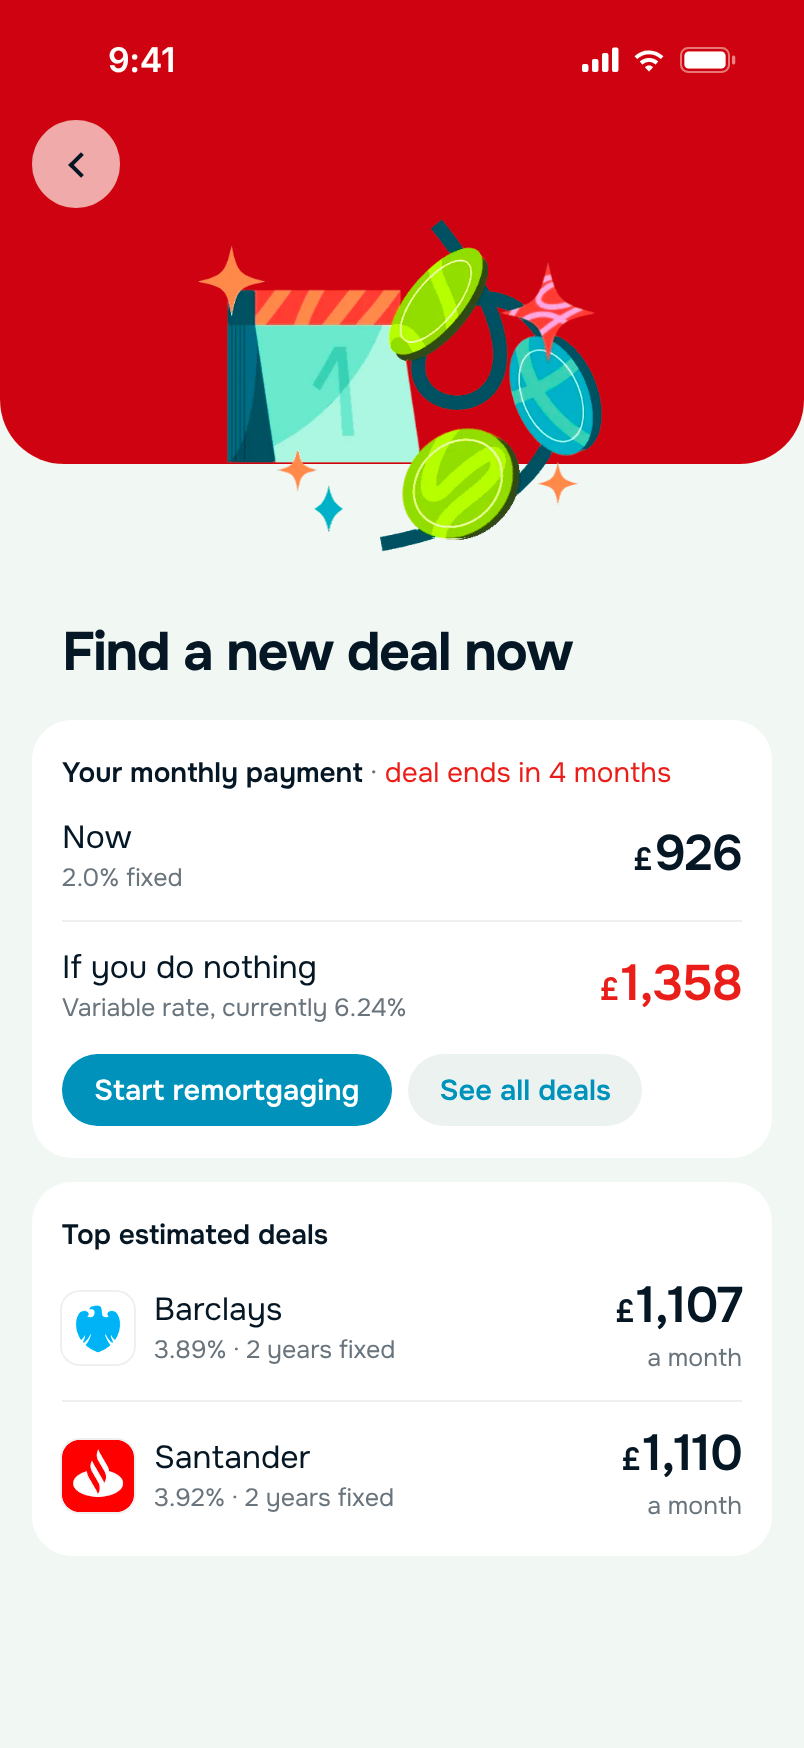 9:41
1
Find a new deal now
Your monthly payment · deal ends in 4 months
Now
£926
2.0% fixed
If you do nothing
£1,358
Variable rate, currently 6.24%
Start remortgaging
See all deals
Top estimated deals
Barclays
£1,107
3.89% · 2 years fixed
a month
Santander
£1,110
3.92% · 2 years fixed
a month